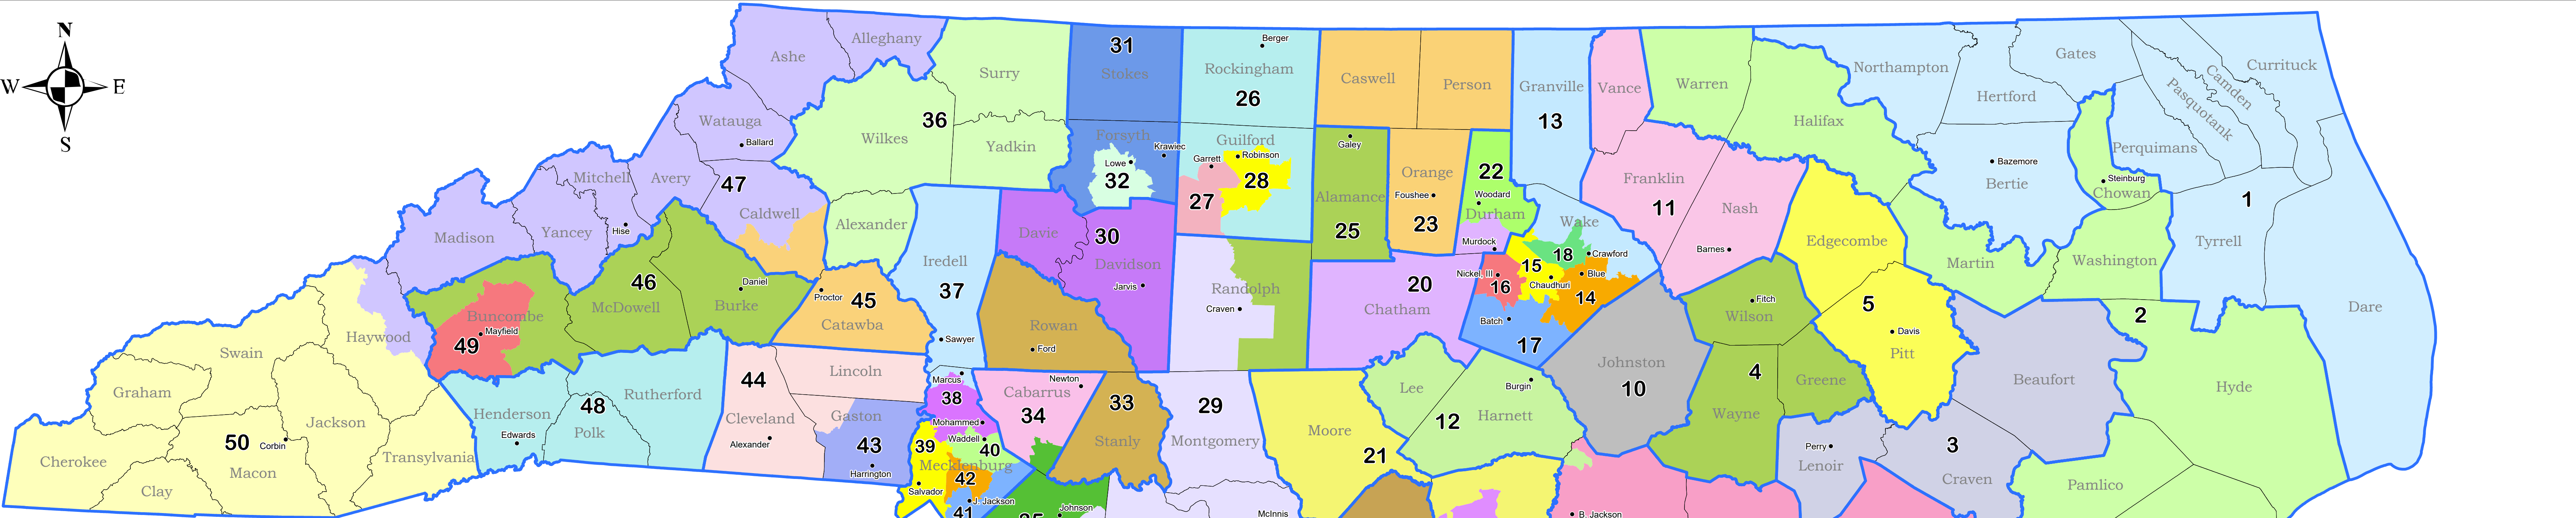 N
W E
S
Ashe
Alleghany
Surry
31
Stokes
Berger
Rockingham
26
Caswell
Person
Granville
13
Vance
Warren
Halifax
Northampton
Gates
Hertford
Camden
Currituck
Pasquotank
Perquimans
Watauga
Ballard
36
Wilkes
Yadkin
Forsyth
Krawiec
Lowe
32
Guilford
Garrett
Robinson
27
28
Galey
Alamance
25
Orange
Foushee
23
22
Woodard
Durham
Murdock
Wake
18
Crawford
15
Blue
Nickel, III
16
Chaudhuri
14
Batch
17
Franklin
11
Nash
Barnes
Edgecombe
Bazemore
Bertie
Steinburg
Chowan
1
Tyrrell
Washington
Martin
Dare
Mitchell
Avery
47
Caldwell
Alexander
Madison
Yancey
Hise
Iredell
37
Sawyer
Davie
30
Davidson
Jarvis
Randolph
Craven
20
Chatham
46
McDowell
Daniel
Burke
Proctor
45
Catawba
Buncombe
Mayfield
49
Haywood
Swain
Graham
Jackson
50
Corbin
Cherokee
Macon
Clay
Transylvania
Henderson
Edwards
48
Polk
Rutherford
44
Cleveland
Alexander
Lincoln
Gaston
43
Harrington
Rowan
Ford
Marcus
38
Mohammed
Waddell
39
40
Mecklenburg
42
Salvador
J. Jackson
41
Newton
Cabarrus
34
33
Stanly
35
Johnson
29
Montgomery
McInnis
Moore
21
Lee
12
Burgin
Harnett
Johnston
10
Fitch
Wilson
4
Greene
Wayne
5
Davis
Pitt
Beaufort
2
Hyde
Perry
Lenoir
3
Craven
Pamlico
B. Jackson